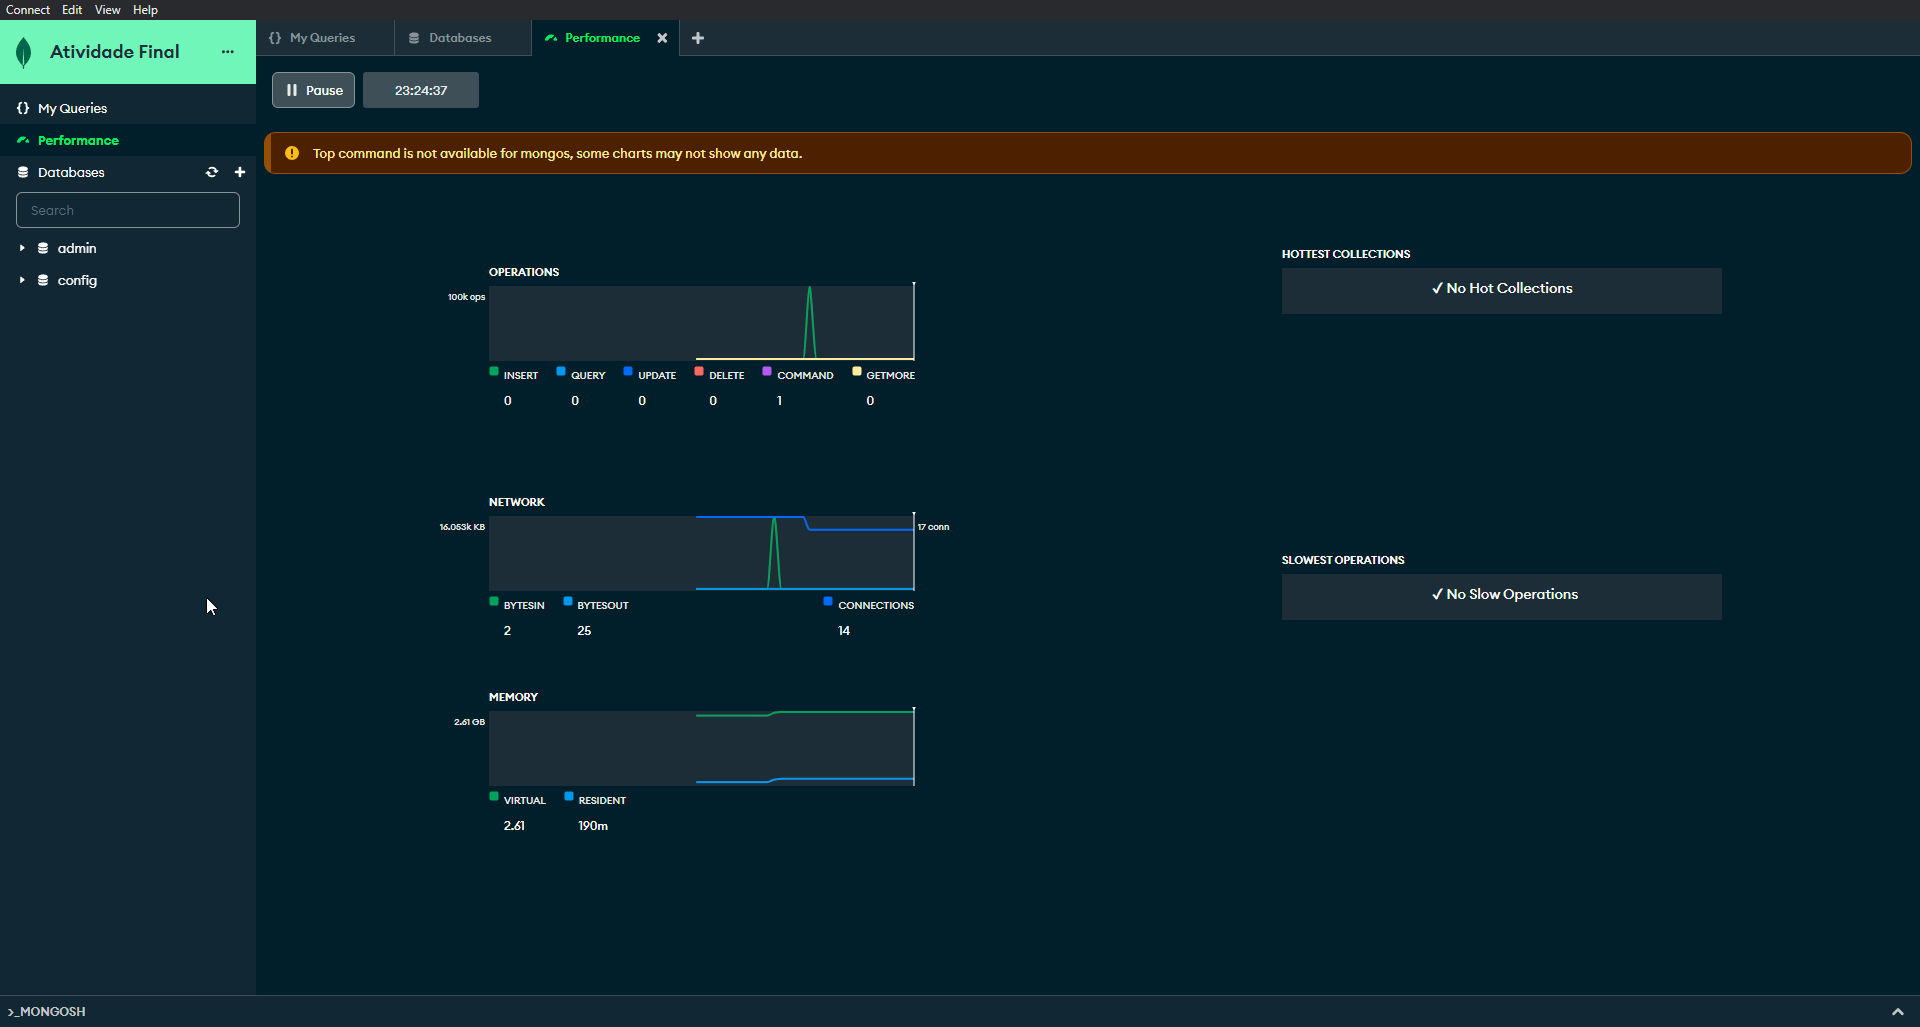 Connect Edit View Help
Atividade Final ...
My Queries
Performance
Databases
Search
admin
config
My Queries
Databases
Performance
Pause
23:24:37
Top command is not available for mongos, some charts may not show any data.
OPERATIONS
100k ops
INSERT QUERY UPDATE DELETE COMMAND GETMORE
0 0 0 0 1 0
NETWORK
16.053k KB
17 conn
BYTESIN BYTESOUT CONNECTIONS
2 25 14
MEMORY
2.61 GB
VIRTUAL RESIDENT
2.61 190m
HOTTEST COLLECTIONS
✓ No Hot Collections
SLOWEST OPERATIONS
✓ No Slow Operations
>_MONGOSH